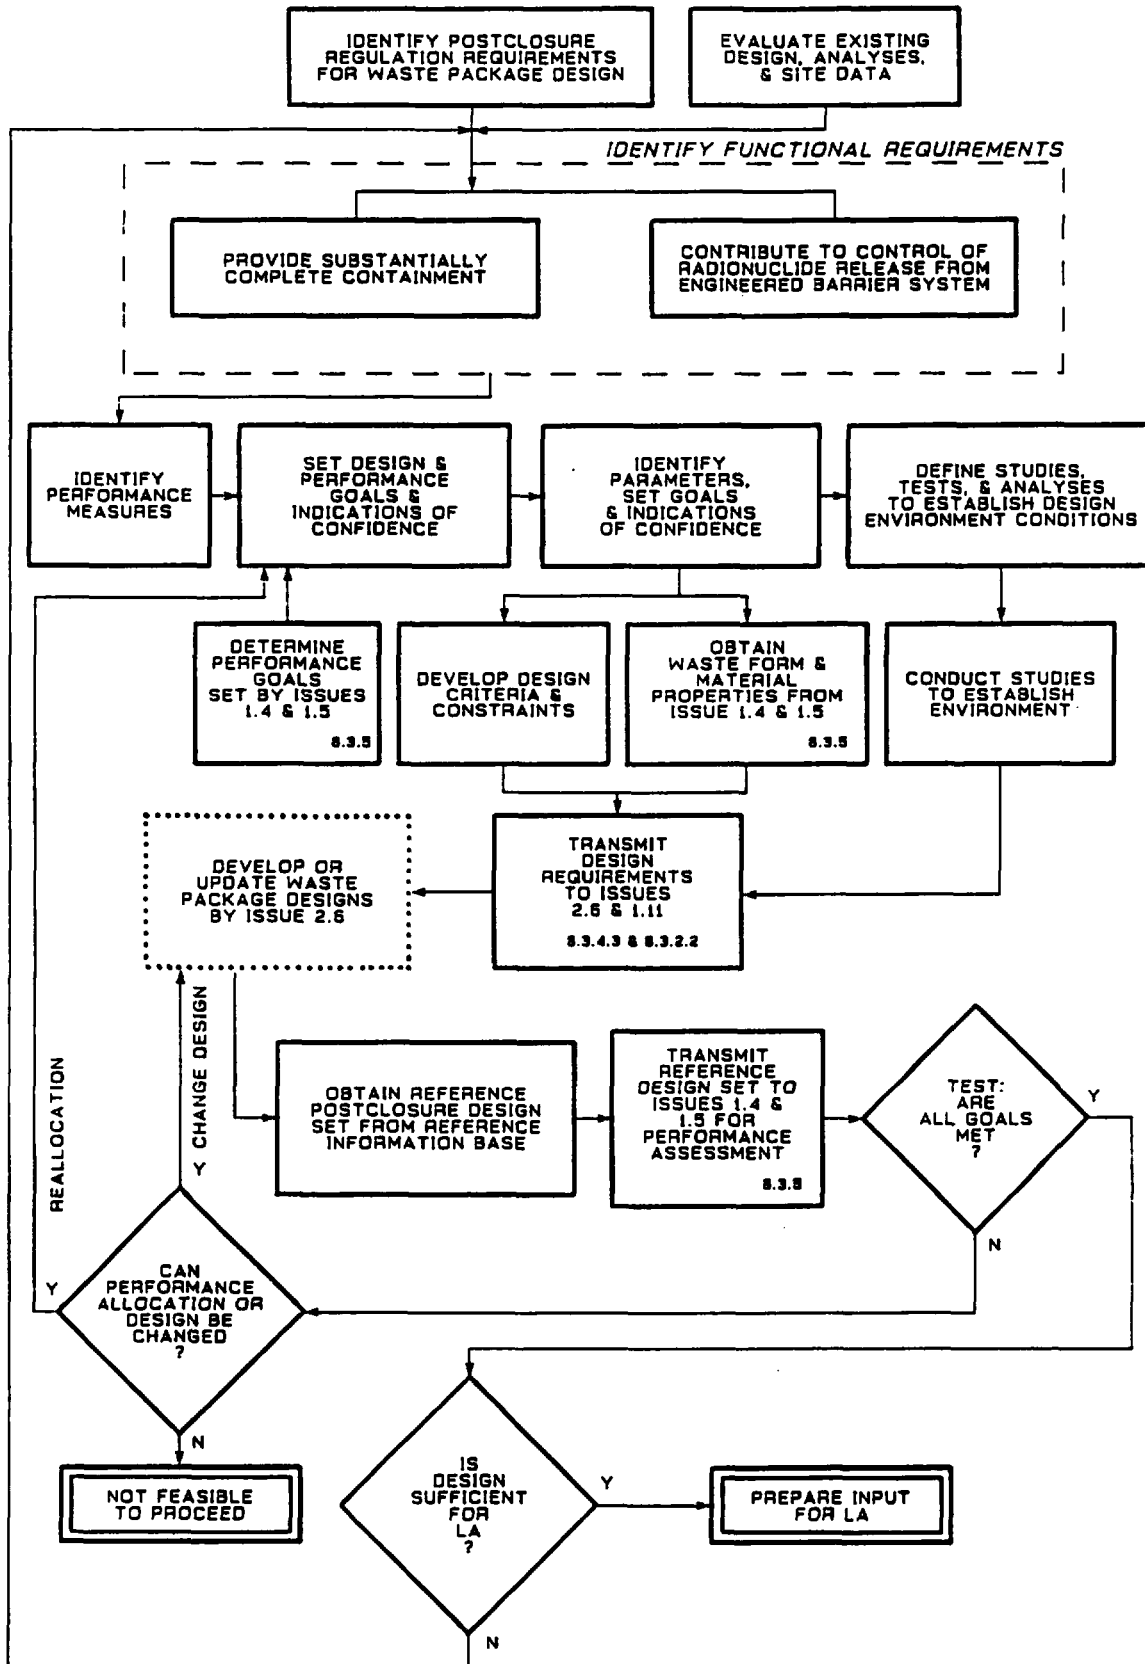 IDENTIFY POSTCLOSURE
REGULATION REQUIREMENTS
FOR WASTE PACKAGE DESIGN
EVALUATE EXISTING
DESIGN, ANALYSES,
& SITE DATA
IDENTIFY FUNCTIONAL REQUIREMENTS
PROVIDE SUBSTANTIALLY
COMPLETE CONTAINMENT
CONTRIBUTE TO CONTROL OF
RADIONUCLIDE RELEASE FROM
ENGINEERED BARRIER SYSTEM
IDENTIFY
PERFORMANCE
MEASURES
SET DESIGN &
PERFORMANCE
GOALS &
INDICATIONS OF
CONFIDENCE
IDENTIFY
PARAMETERS,
SET GOALS
& INDICATIONS
OF CONFIDENCE
DEFINE STUDIES,
TESTS, & ANALYSES
TO ESTABLISH DESIGN
ENVIRONMENT CONDITIONS
DETERMINE
PERFORMANCE
GOALS
SET BY ISSUES
1.4 & 1.5
8.3.5
DEVELOP DESIGN
CRITERIA &
CONSTRAINTS
OBTAIN
WASTE FORM &
MATERIAL
PROPERTIES FROM
ISSUE 1.4 & 1.5
8.3.5
CONDUCT STUDIES
TO ESTABLISH
ENVIRONMENT
DEVELOP OR
UPDATE WASTE
PACKAGE DESIGNS
BY ISSUE 2.6
TRANSMIT
DESIGN
REQUIREMENTS
TO ISSUES
2.6 & 1.11
8.3.4.3 & 8.3.2.2
REALLOCATION
Y CHANGE DESIGN
OBTAIN REFERENCE
POSTCLOSURE DESIGN
SET FROM REFERENCE
INFORMATION BASE
TRANSMIT
REFERENCE
DESIGN SET TO
ISSUES 1.4 &
1.5 FOR
PERFORMANCE
ASSESSMENT
TEST:
ARE
ALL GOALS
MET
?
Y
N
Y
CAN
PERFORMANCE
ALLOCATION OR
DESIGN BE
CHANGED
?
N
NOT FEASIBLE
TO PROCEED
IS
DESIGN
SUFFICIENT
FOR
LA
?
Y
PREPARE INPUT
FOR LA
N